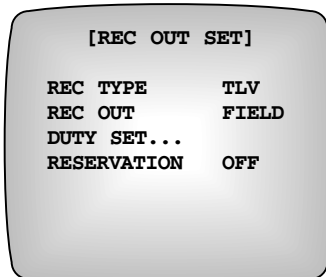 [REC OUT SET]
REC TYPE TLV
REC OUT FIELD
DUTY SET...
RESERVATION OFF